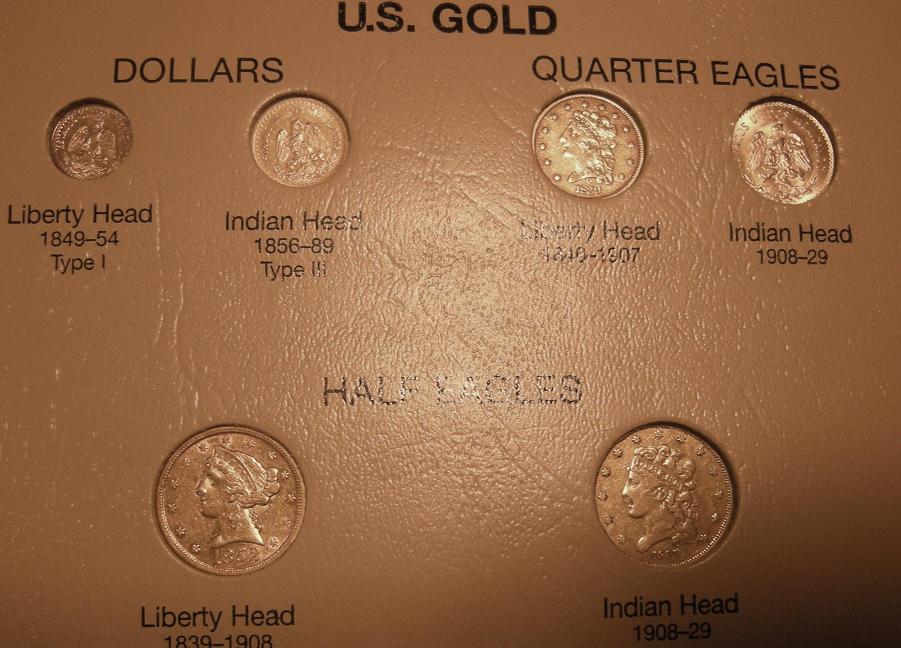 U.S. GOLD
DOLLARS
QUARTER EAGLES
Liberty Head
1849–54
Type I
Indian Head
1856–89
Type III
Liberty Head
1840–1907
Indian Head
1908–29
HALF EAGLES
1852
Liberty Head
1839–1908
Indian Head
1908–29